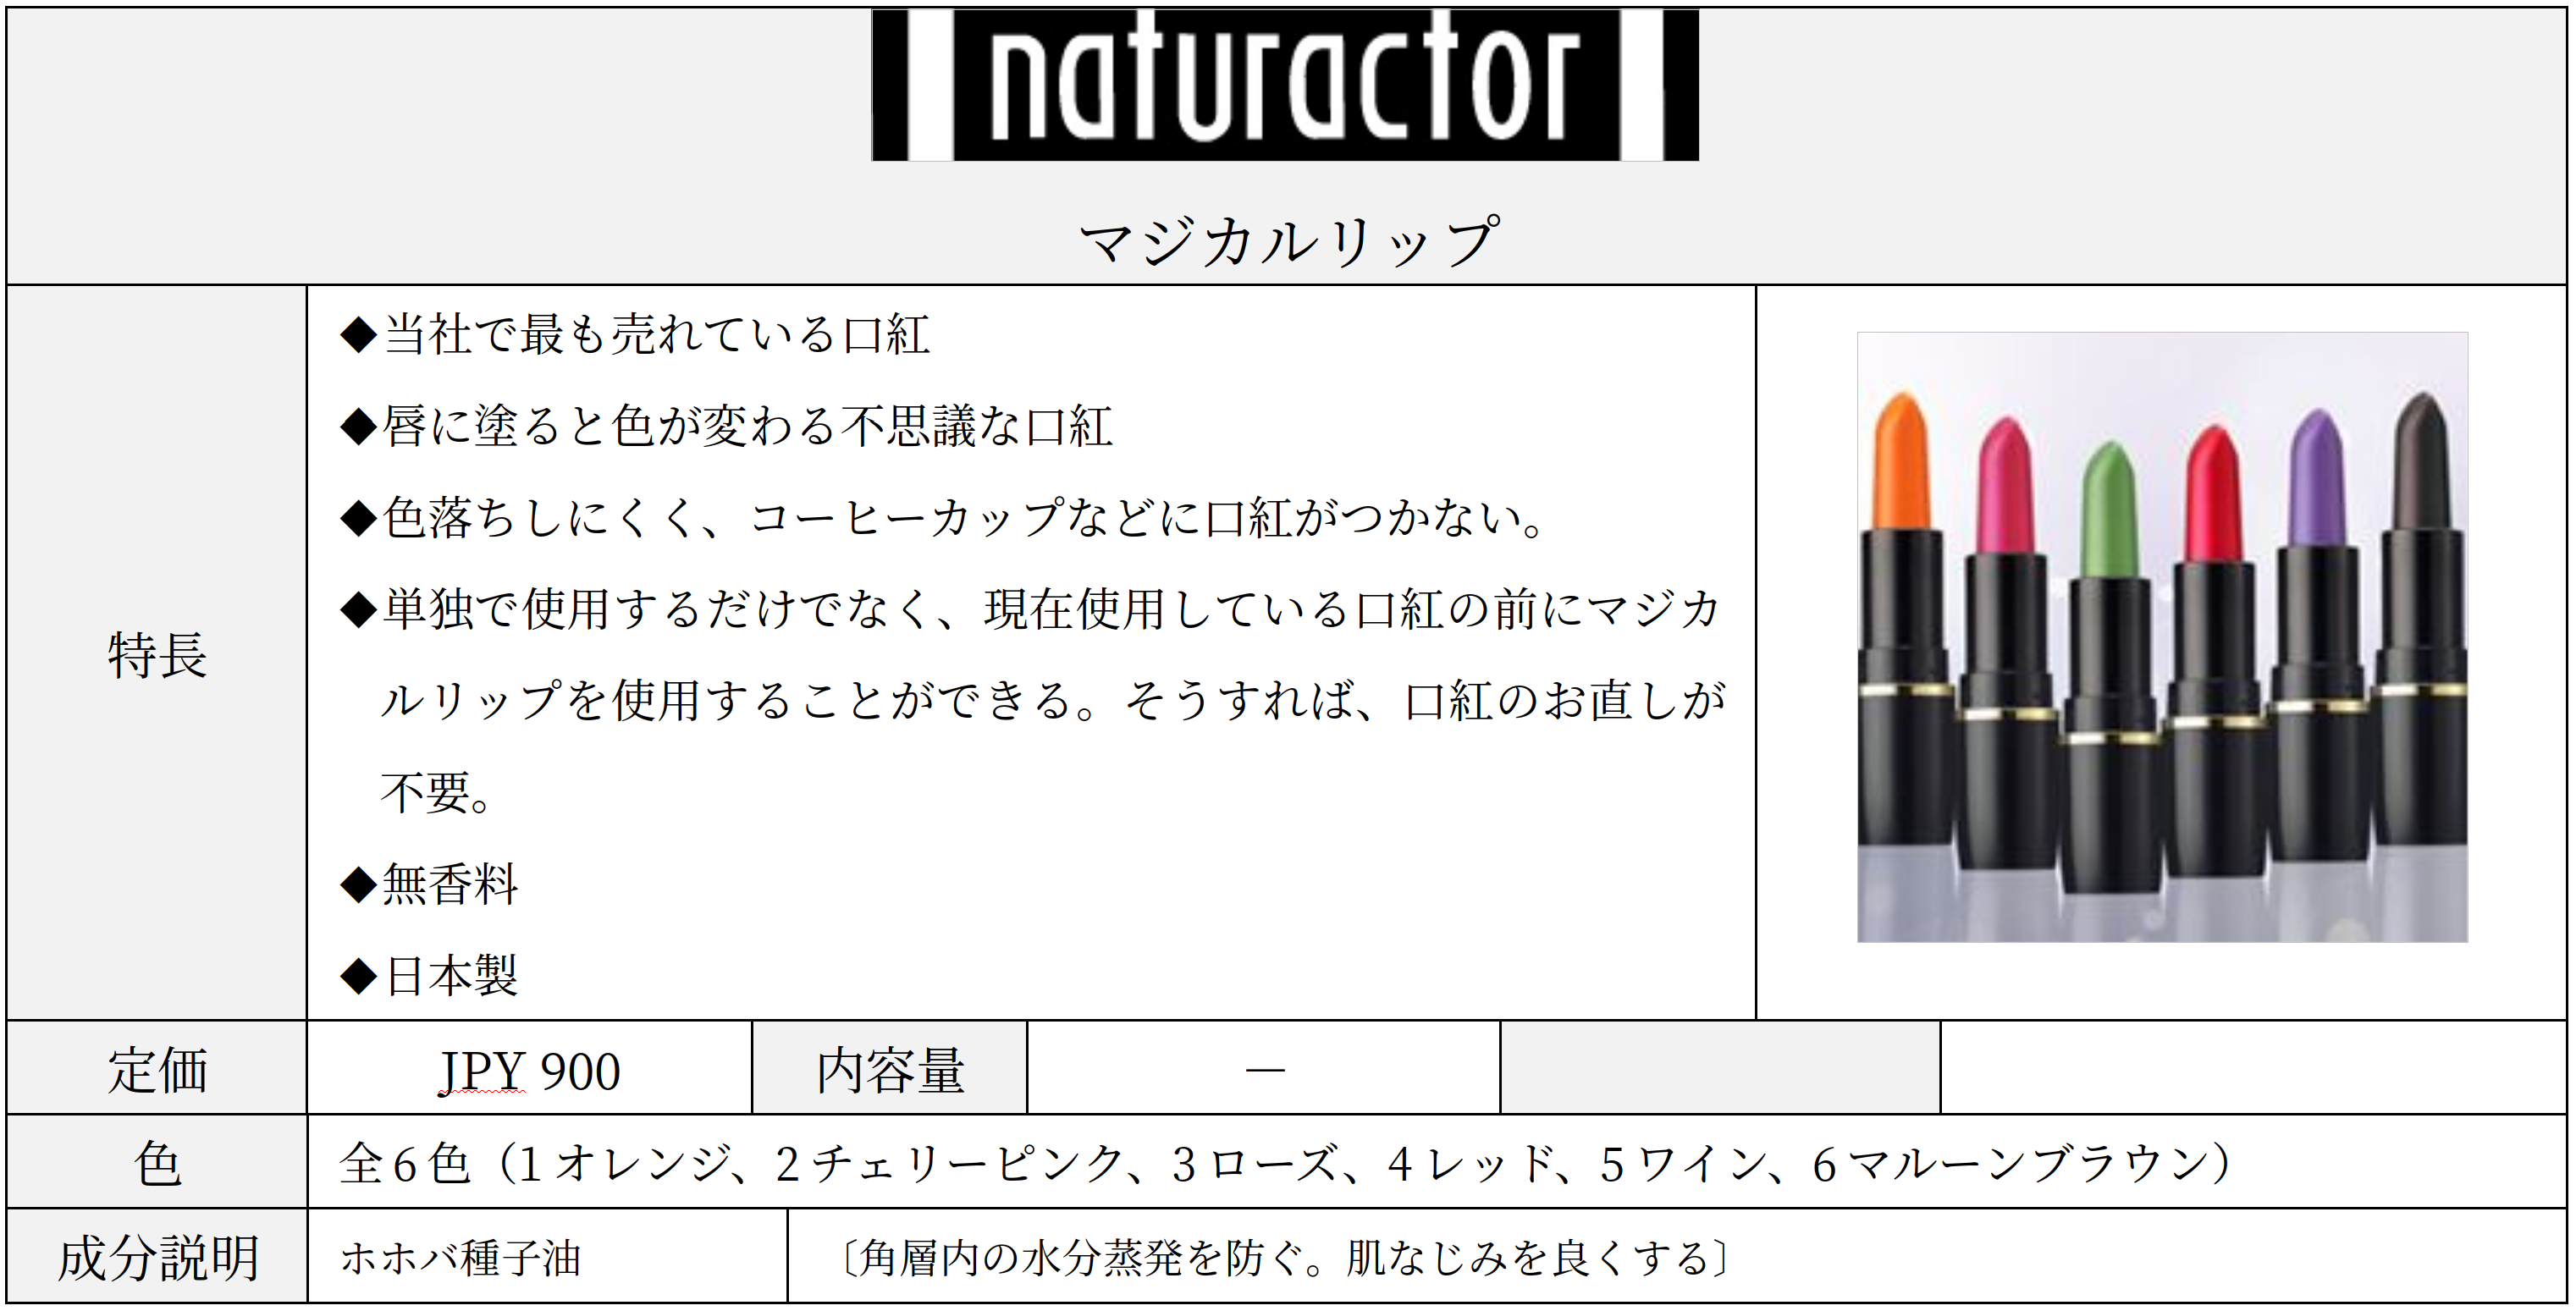 naturactor
マジカルリップ
特長
◆当社で最も売れている口紅
◆唇に塗ると色が変わる不思議な口紅
◆色落ちしにくく、コーヒーカップなどに口紅がつかない。
◆単独で使用するだけでなく、現在使用している口紅の前にマジカ
ルリップを使用することができる。そうすれば、口紅のお直しが
不要。
◆無香料
◆日本製
定価 JPY 900 内容量 —
色 全6色（1オレンジ、2チェリーピンク、3ローズ、4レッド、5ワイン、6マルーンブラウン）
成分説明 ホホバ種子油 〔角層内の水分蒸発を防ぐ。肌なじみを良くする〕